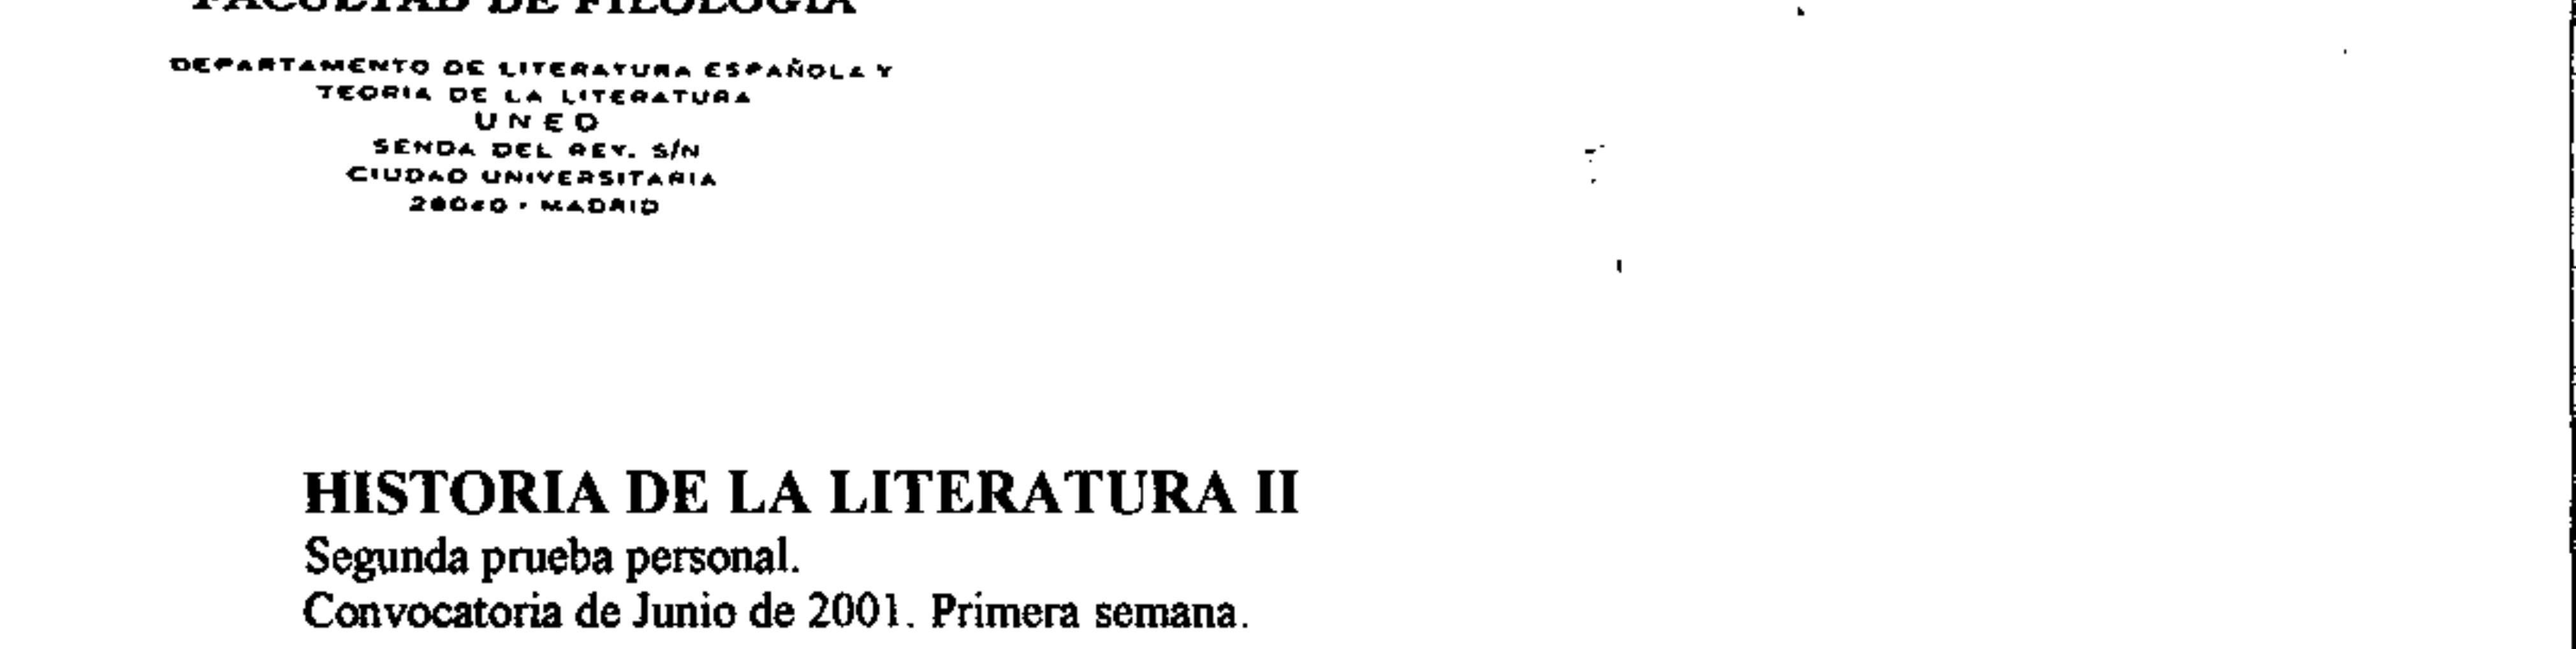 FACULTAD DE FILOLOGIA
DEPARTAMENTO DE LITERATURA ESPAÑOLA Y
TEORIA DE LA LITERATURA
UNED
SENDA DEL REY. S/N
CIUDAD UNIVERSITARIA
28040 · MADRID
HISTORIA DE LA LITERATURA II
Segunda prueba personal.
Convocatoria de Junio de 2001. Primera semana.